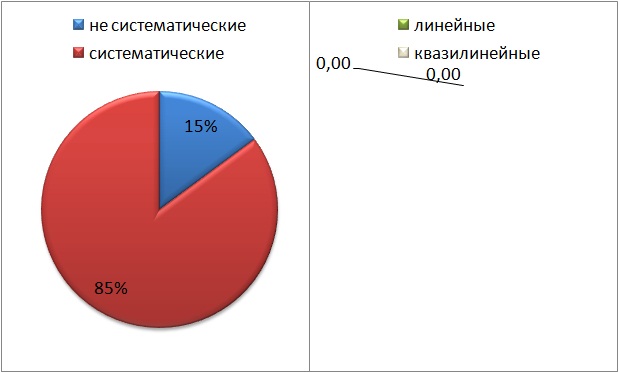 не систематические
систематические
15%
85%
линейные
квазилинейные
0,00
0,00